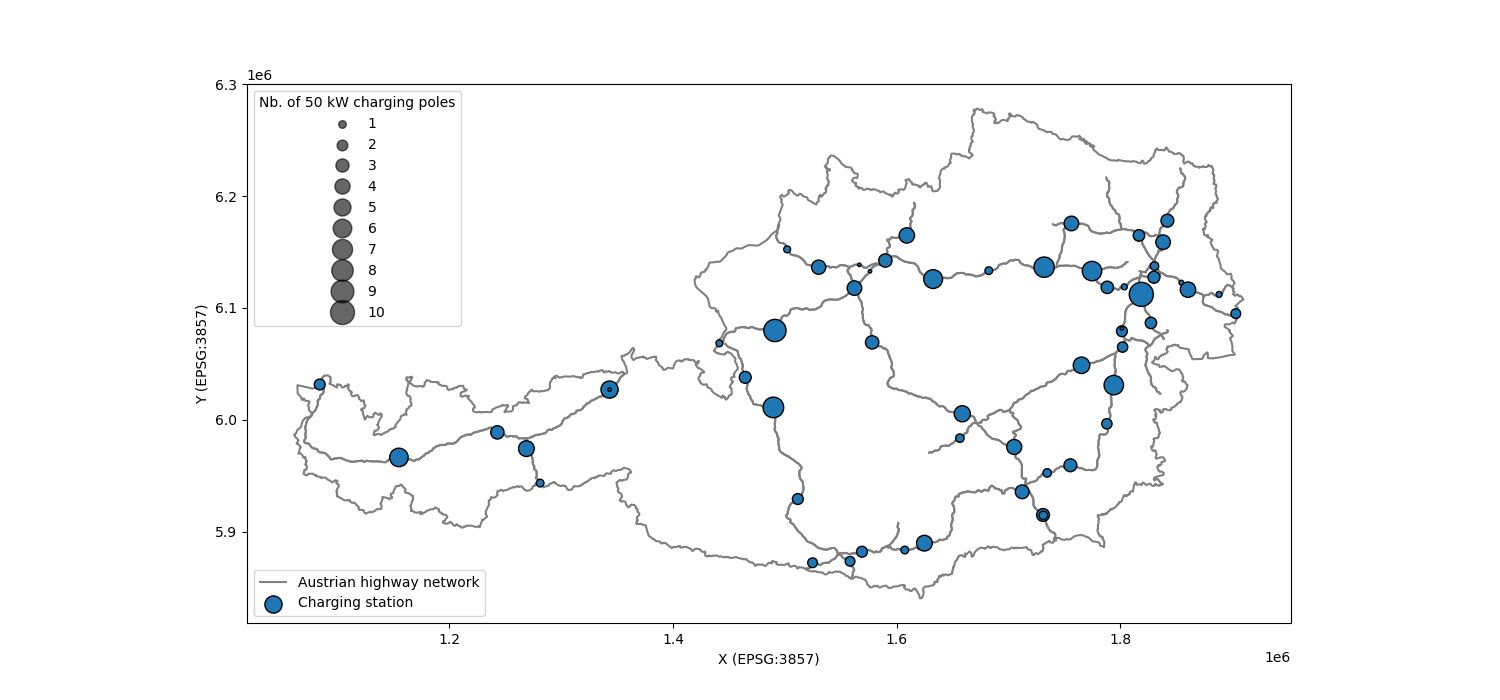 1e6
6.3
6.2
6.1
6.0
5.9
Y (EPSG:3857)
Nb. of 50 kW charging poles
1
2
3
4
5
6
7
8
9
10
Austrian highway network
Charging station
1.2
1.4
1.6
1.8
X (EPSG:3857)
1e6